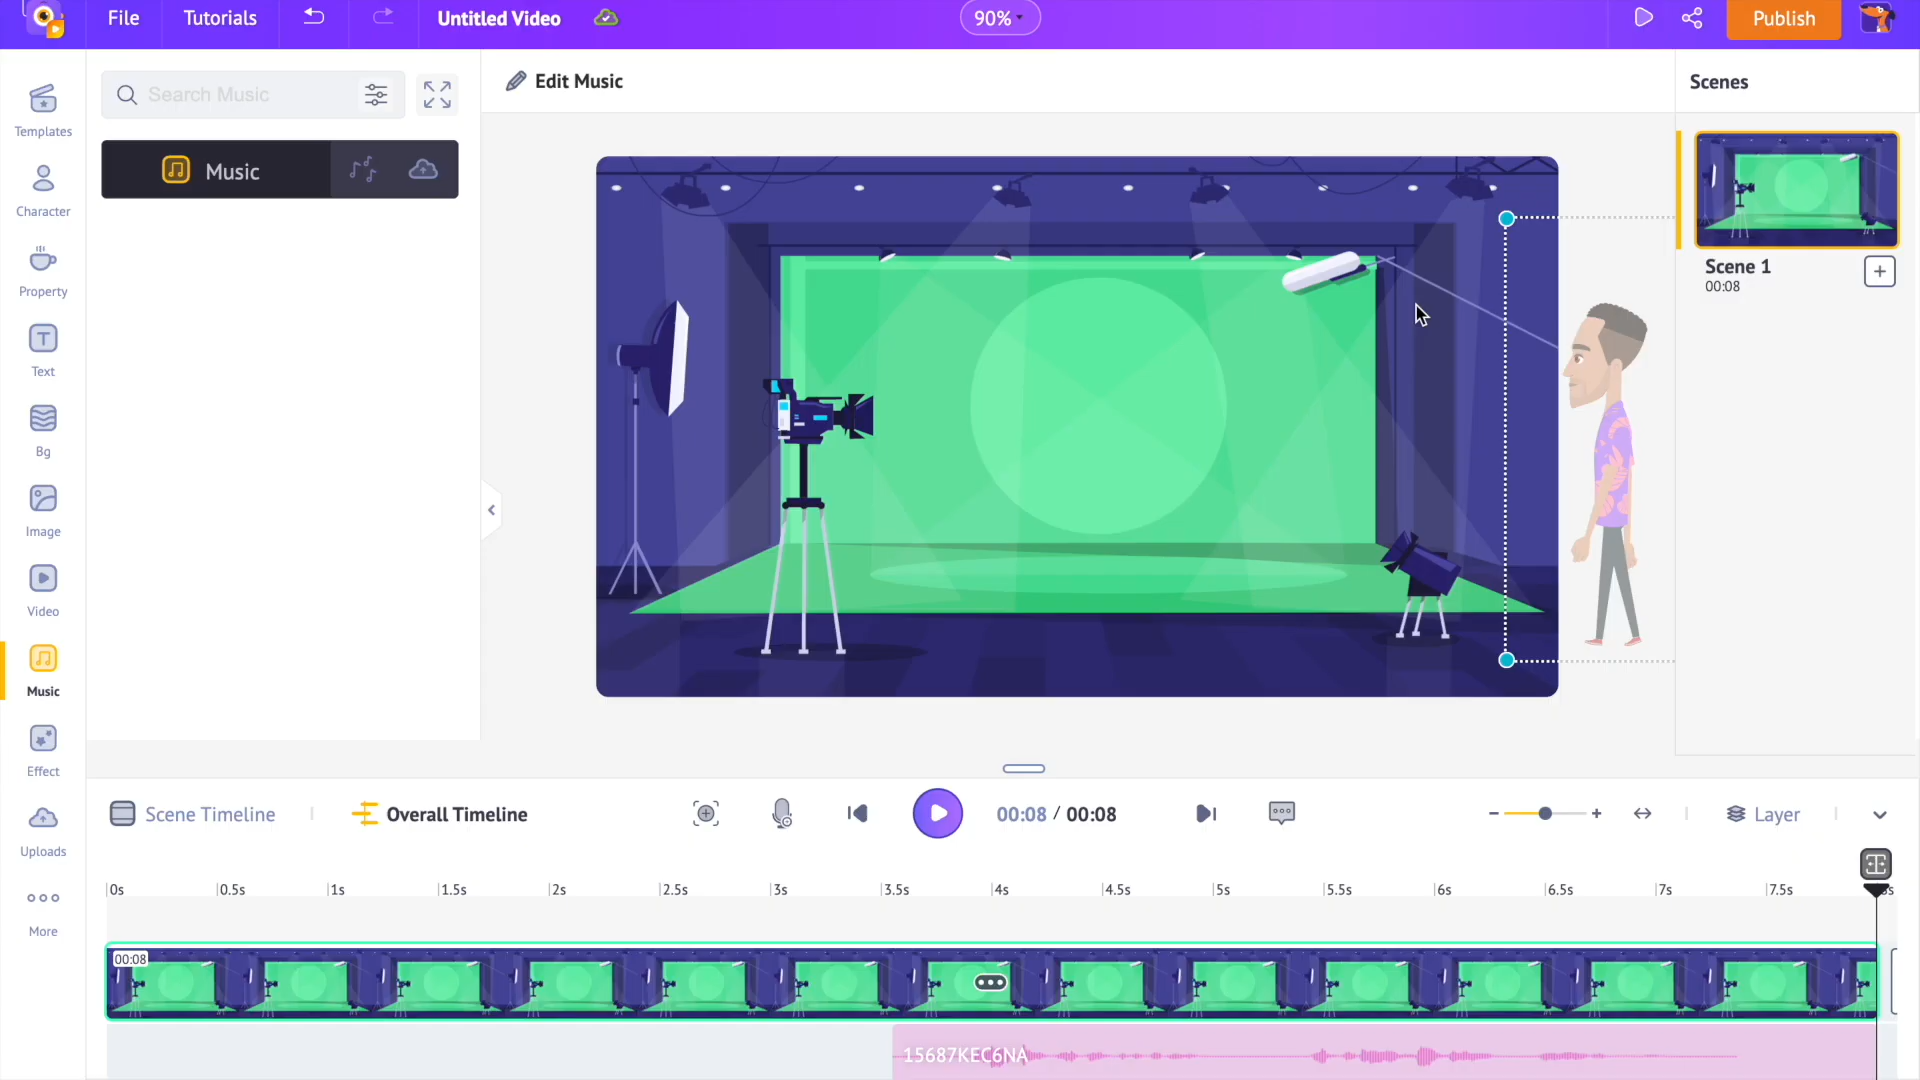 File Tutorials Untitled Video 90% Publish
Search Music
Edit Music
Scenes
Templates
Music
Character
Scene 1
00:08
Property
Text
Bg
Image
Video
Music
Effect
Scene Timeline Overall Timeline 00:08 / 00:08 Layer
Uploads
0s 0.5s 1s 1.5s 2s 2.5s 3s 3.5s 4s 4.5s 5s 5.5s 6s 6.5s 7s 7.5s
More
00:08
15687KEC6NA